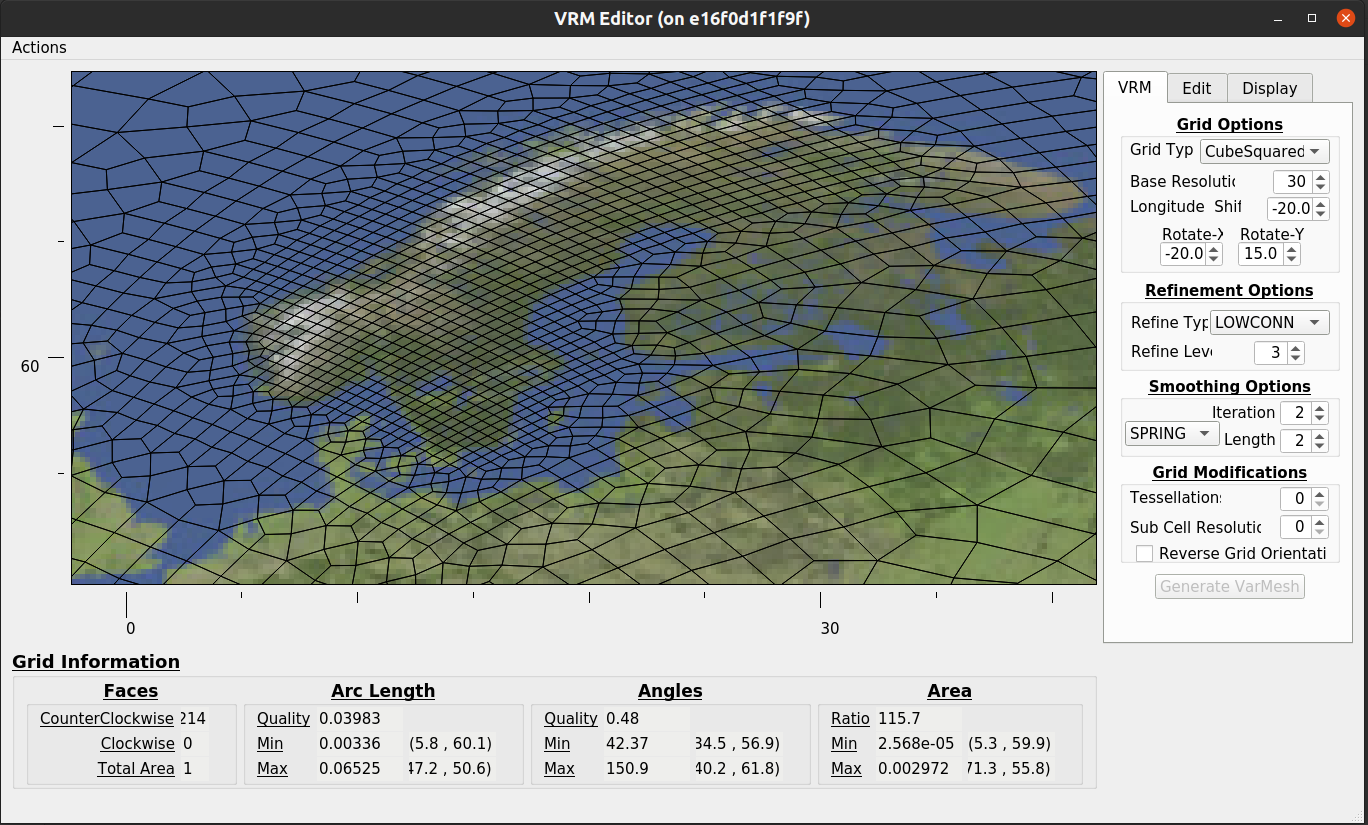 VRM Editor (on e16f0d1f1f9f)
Actions
VRM Edit Display
Grid Options
Grid Typ CubeSquared
Base Resolutic 30
Longitude Shif -20.0
Rotate-X Rotate-Y
-20.0 15.0
Refinement Options
Refine Typ LOWCONN
Refine Leve 3
Smoothing Options
Iteration 2
SPRING Length 2
Grid Modifications
Tessellations 0
Sub Cell Resolutic 0
Reverse Grid Orientati
Generate VarMesh
60
0 30
Grid Information
Faces Arc Length Angles Area
CounterClockwise 214 Quality 0.03983 Quality 0.48 Ratio 115.7
Clockwise 0 Min 0.00336 (5.8 , 60.1) Min 42.37 34.5 , 56.9) Min 2.568e-05 (5.3 , 59.9)
Total Area 1 Max 0.06525 47.2 , 50.6) Max 150.9 40.2 , 61.8) Max 0.002972 71.3 , 55.8)